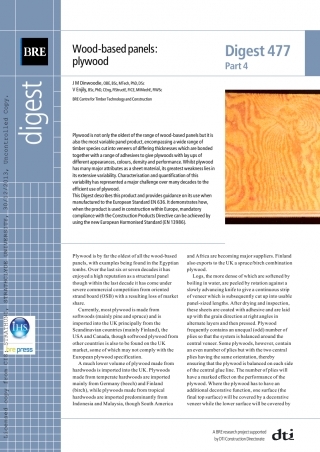 BRE
digest
Wood-based panels:
plywood
Digest 477
Part 4
J M Dinwoodie, OBE, BSc, MTech, PhD, DSc
V Enjily, BSc, PhD, CEng, MIStructE, FICE, MIMechE, FIWSc
BRE Centre for Timber Technology and Construction
Plywood is not only the oldest of the range of wood-based panels but it is
also the most variable panel product, encompassing a wide range of
timber species cut into veneers of differing thicknesses which are bonded
together with a range of adhesives to give plywoods with lay ups of
different appearances, colours, density and performance. Whilst plywood
has many major attributes as a sheet material, its greatest weakness lies in
its extensive variability. Characterisation and quantification of this
variability has represented a major challenge over many decades to the
efficient use of plywood.
This Digest describes this product and provides guidance on its use when
manufactured to the European Standard EN 636. It demonstrates how,
when the product is used in construction within Europe, mandatory
compliance with the Construction Products Directive can be achieved by
using the new European Harmonised Standard (EN 13986).
Plywood is by far the oldest of all the wood-based
panels, with examples being found in the Egyptian
tombs. Over the last six or seven decades it has
enjoyed a high reputation as a structural panel
though within the last decade it has come under
severe commercial competition from oriented
strand board (OSB) with a resulting loss of market
share.
Currently, most plywood is made from
softwoods (mainly pine and spruce) and is
imported into the UK principally from the
Scandinavian countries (mainly Finland), the
USA and Canada, though softwood plywood from
other countries is also to be found on the UK
market, some of which may not comply with the
European plywood specification.
A much lower volume of plywood made from
hardwoods is imported into the UK. Plywoods
made from temperate hardwoods are imported
mainly from Germany (beech) and Finland
(birch), while plywoods made from tropical
hardwoods are imported predominantly from
Indonesia and Malaysia, though South America
and Africa are becoming major suppliers. Finland
also exports to the UK a spruce/birch combination
plywood.
Logs, the more dense of which are softened by
boiling in water, are peeled by rotation against a
slowly advancing knife to give a continuous strip
of veneer which is subsequently cut up into usable
panel-sized lengths. After drying and inspection,
these sheets are coated with adhesive and are laid
up with the grain direction at right angles in
alternate layers and then pressed. Plywood
frequently contains an unequal (odd) number of
plies so that the system is balanced around the
central veneer. Some plywoods, however, contain
an even number of plies but with the two central
plies having the same orientation, thereby
ensuring that the plywood is balanced on each side
of the central glue line. The number of plies will
have a marked effect on the performance of the
plywood. Where the plywood has to have an
additional decorative function, one surface (the
final top surface) will be covered by a decorative
veneer while the lower surface will be covered by
A BRE research project supported
by DTI Construction Directorate
dti
IHS
brepress